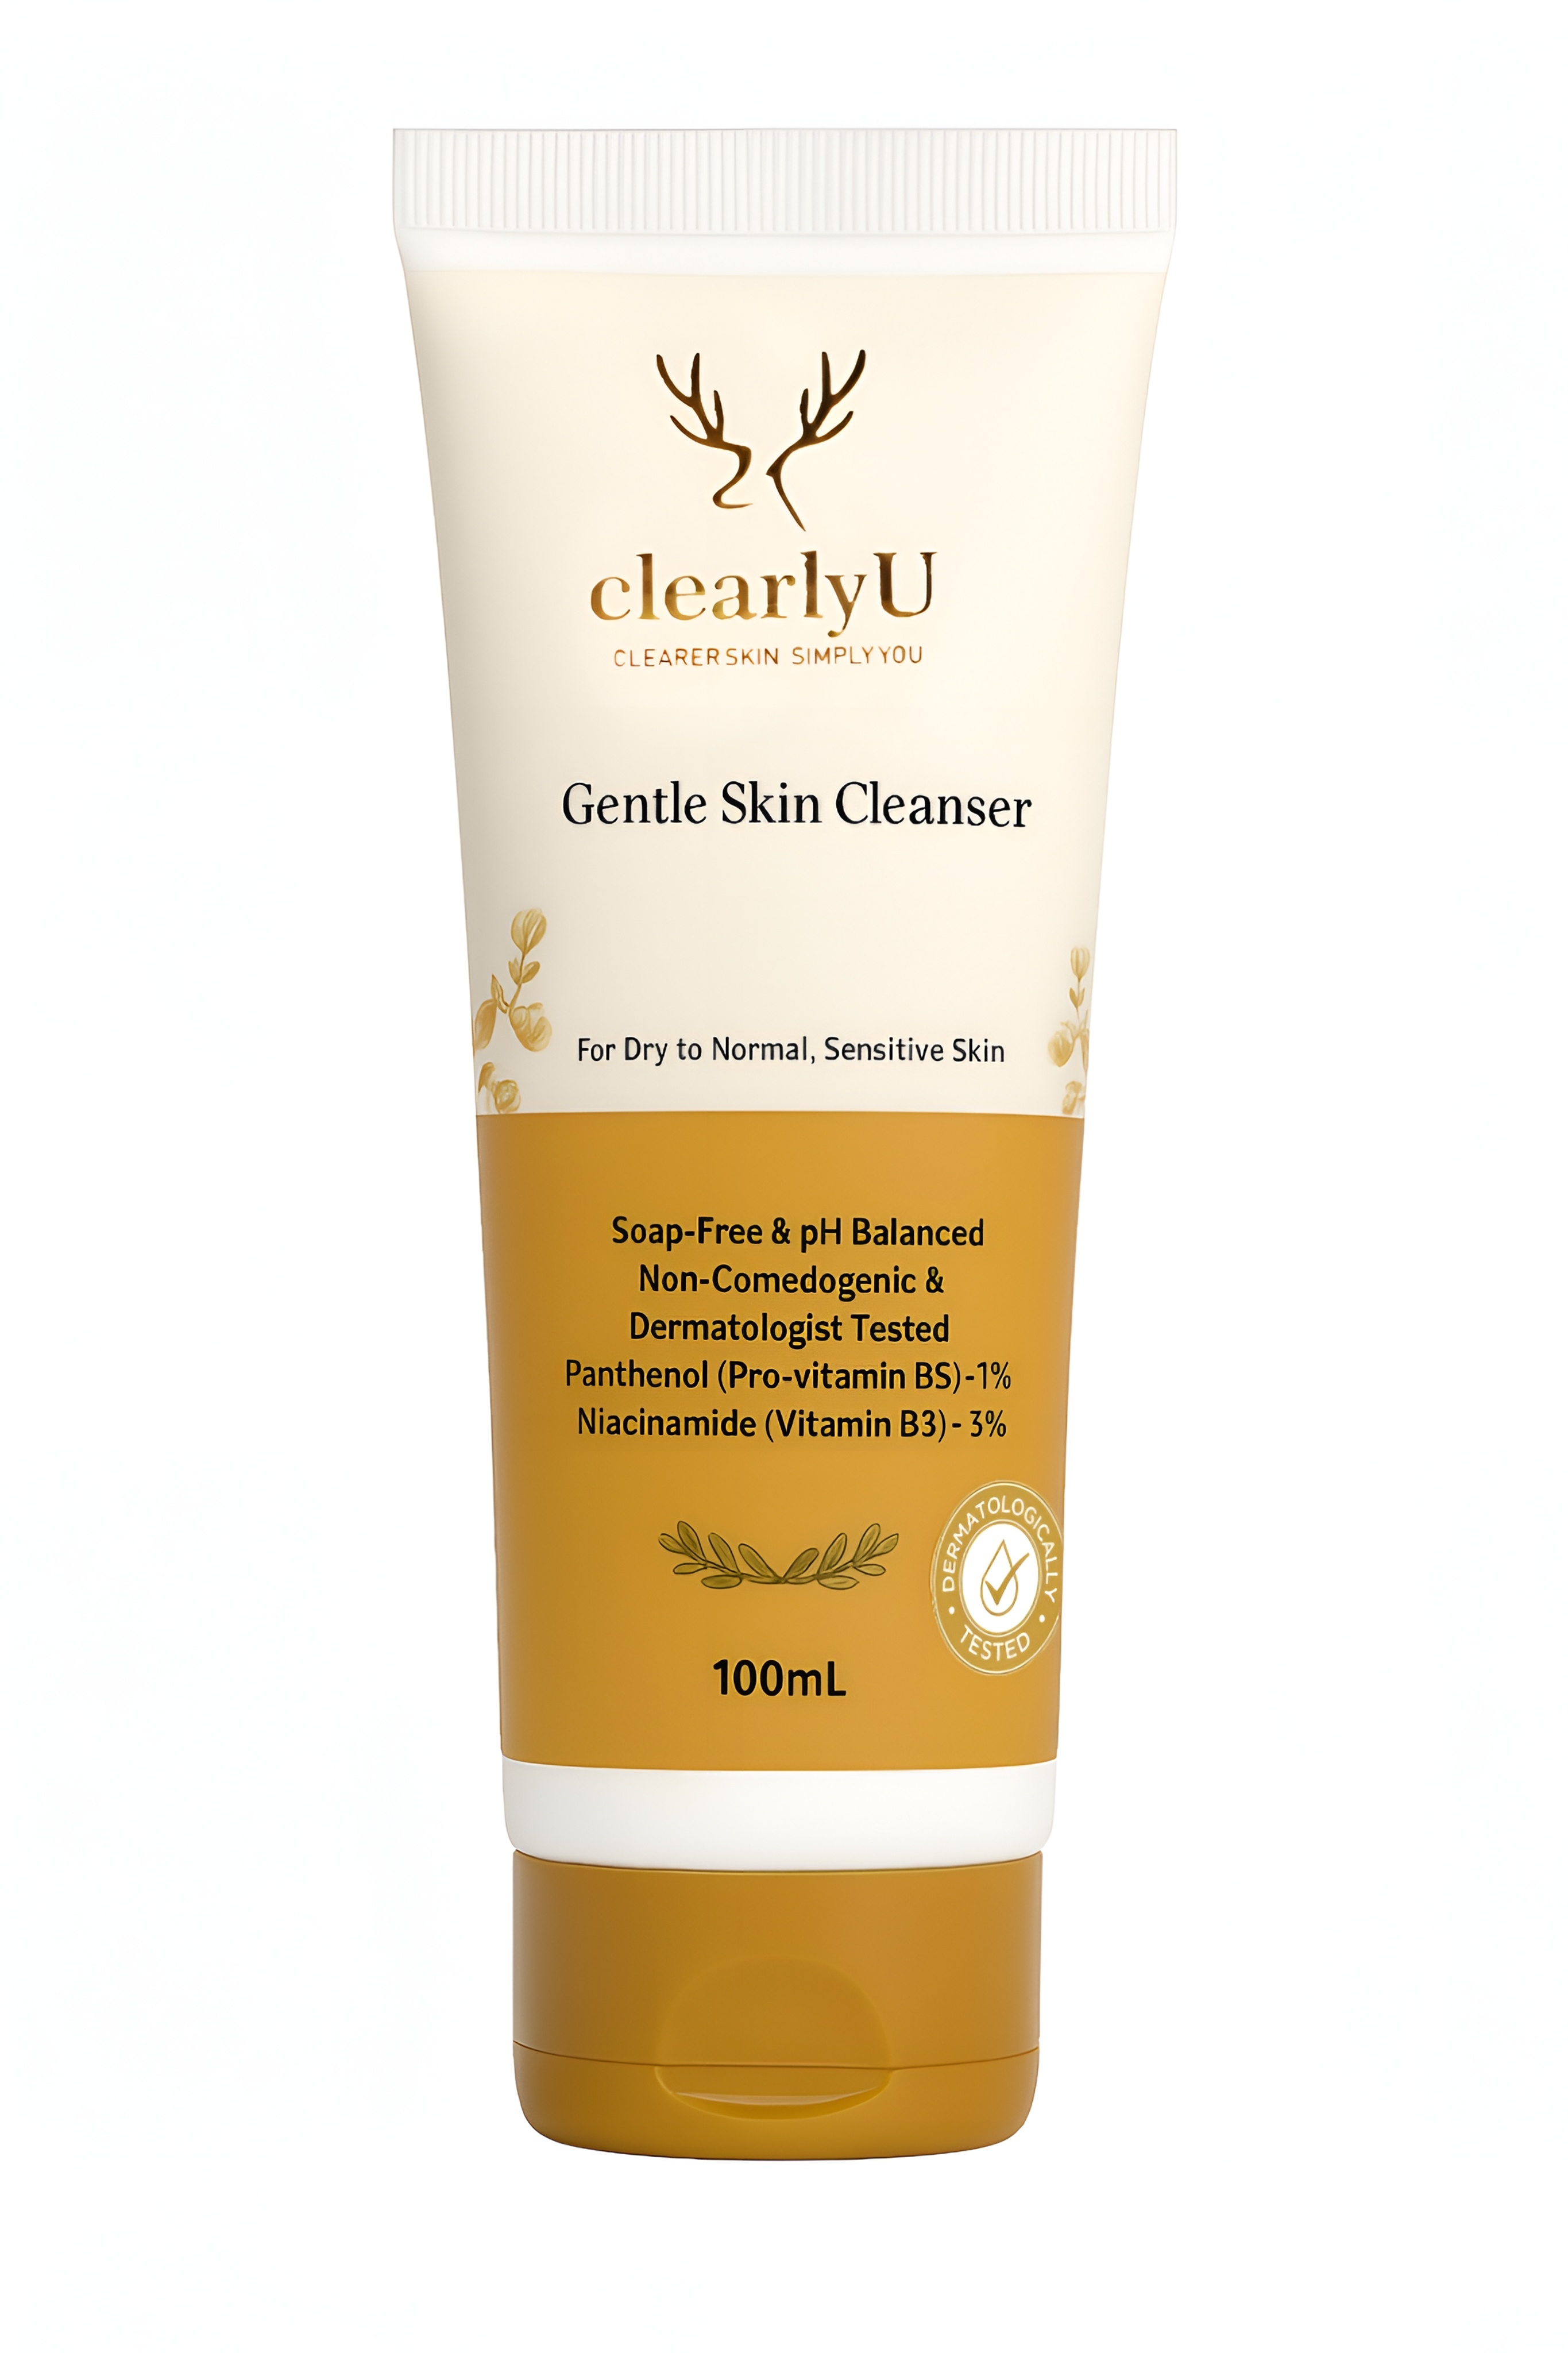 clearlyU
CLEARER SKIN SIMPLY YOU
Gentle Skin Cleanser
For Dry to Normal, Sensitive Skin
Soap-Free & pH Balanced
Non-Comedogenic &
Dermatologist Tested
Panthenol (Pro-vitamin BS)-1%
Niacinamide (Vitamin B3)- 3%
DERMATOLOGICALLY
TESTED
100mL